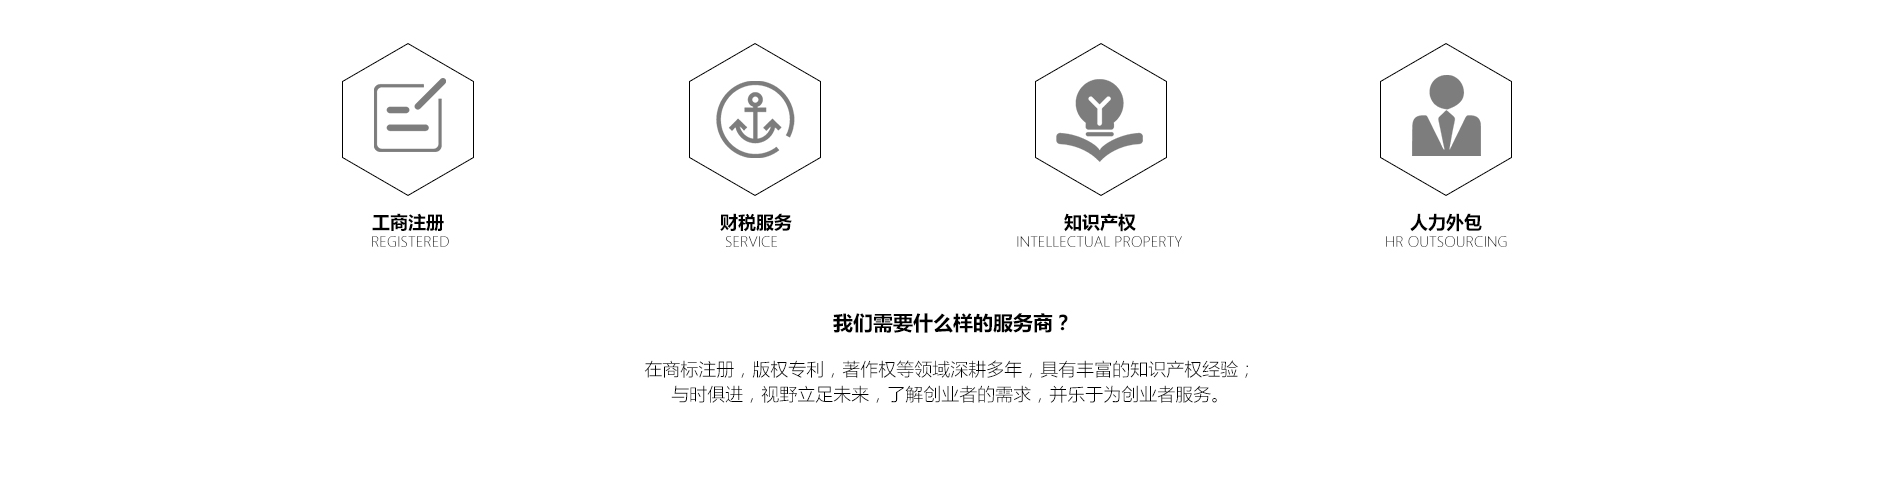 工商注册
REGISTERED
财税服务
SERVICE
知识产权
INTELLECTUAL PROPERTY
人力外包
HR OUTSOURCING
我们需要什么样的服务商？
在商标注册，版权专利，著作权等领域深耕多年，具有丰富的知识产权经验；
与时俱进，视野立足未来，了解创业者的需求，并乐于为创业者服务。